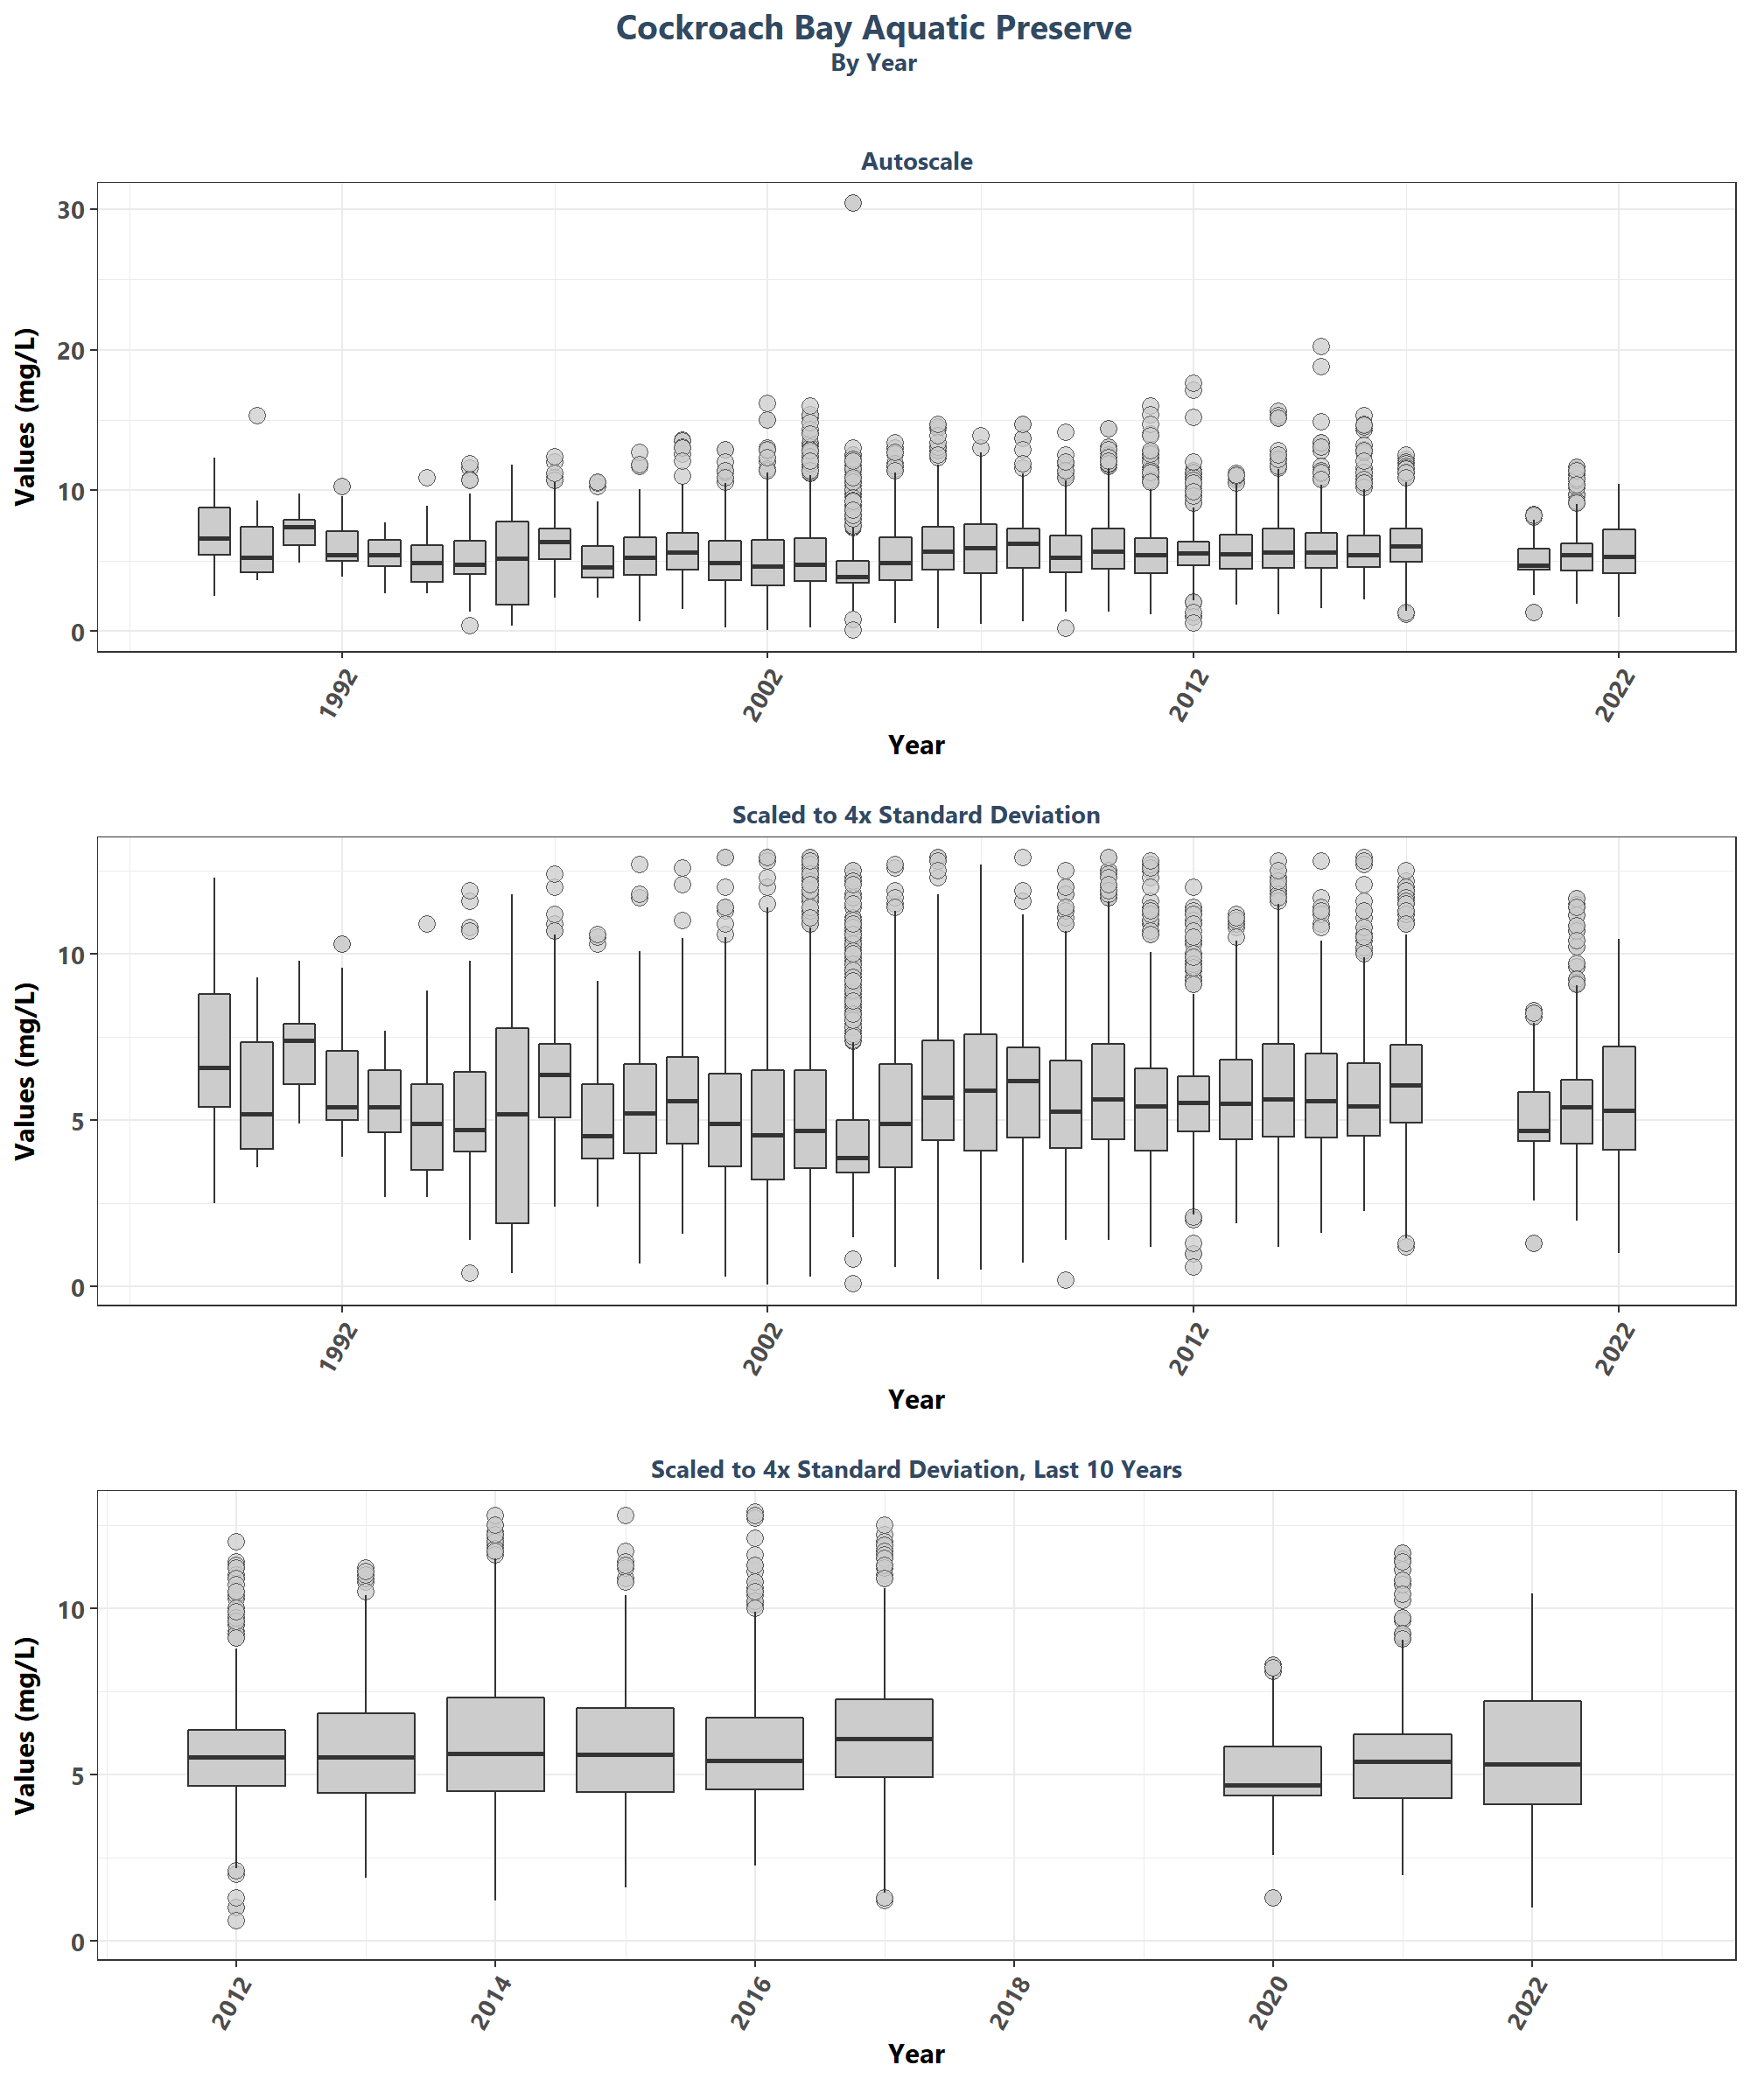 Cockroach Bay Aquatic Preserve
By Year
Autoscale
Values (mg/L)
30
20
10
0
1992
2002
2012
2022
Year
Scaled to 4x Standard Deviation
Values (mg/L)
10
5
0
1992
2002
2012
2022
Year
Scaled to 4x Standard Deviation, Last 10 Years
Values (mg/L)
10
5
0
2012
2014
2016
2018
2020
2022
Year